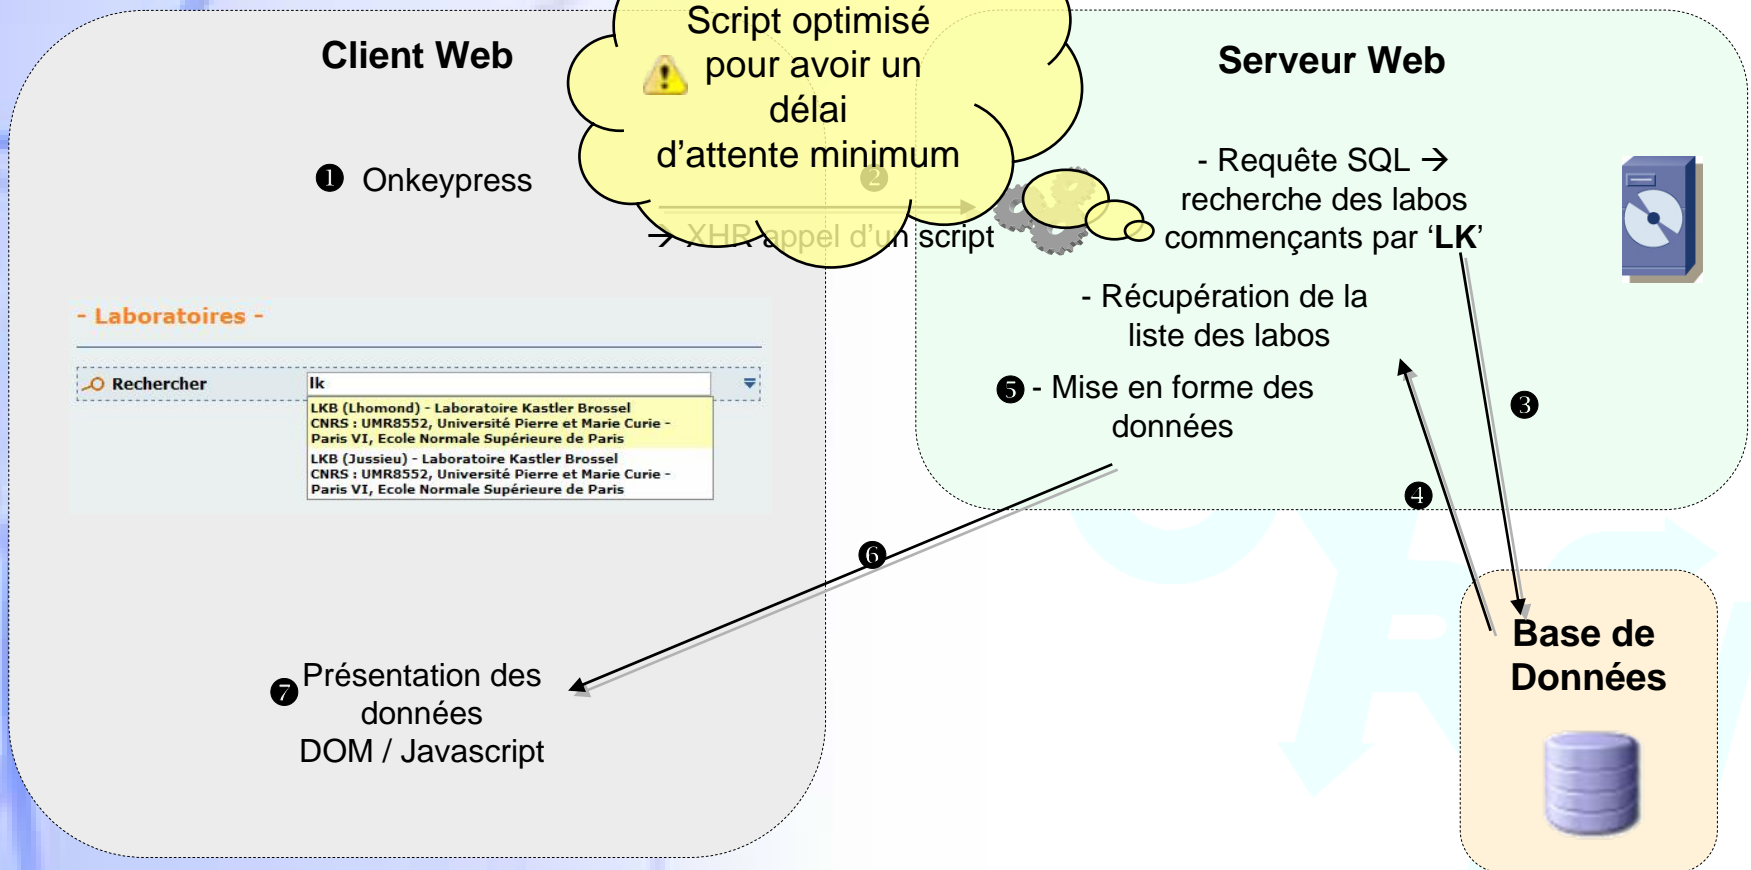 Script optimisé
pour avoir un
délai
d'attente minimum
Client Web
Serveur Web
❶ Onkeypress
❷
→ XHR appel d'un script
- Requête SQL →
recherche des labos
commençants par ‘LK’
- Récupération de la
liste des labos
❺ - Mise en forme des
données
❸
❹
- Laboratoires -
Rechercher
lk
LKB (Lhomond) - Laboratoire Kastler Brossel
CNRS : UMR8552, Université Pierre et Marie Curie -
Paris VI, Ecole Normale Supérieure de Paris
LKB (Jussieu) - Laboratoire Kastler Brossel
CNRS : UMR8552, Université Pierre et Marie Curie -
Paris VI, Ecole Normale Supérieure de Paris
❻
❼ Présentation des
données
DOM / Javascript
Base de
Données